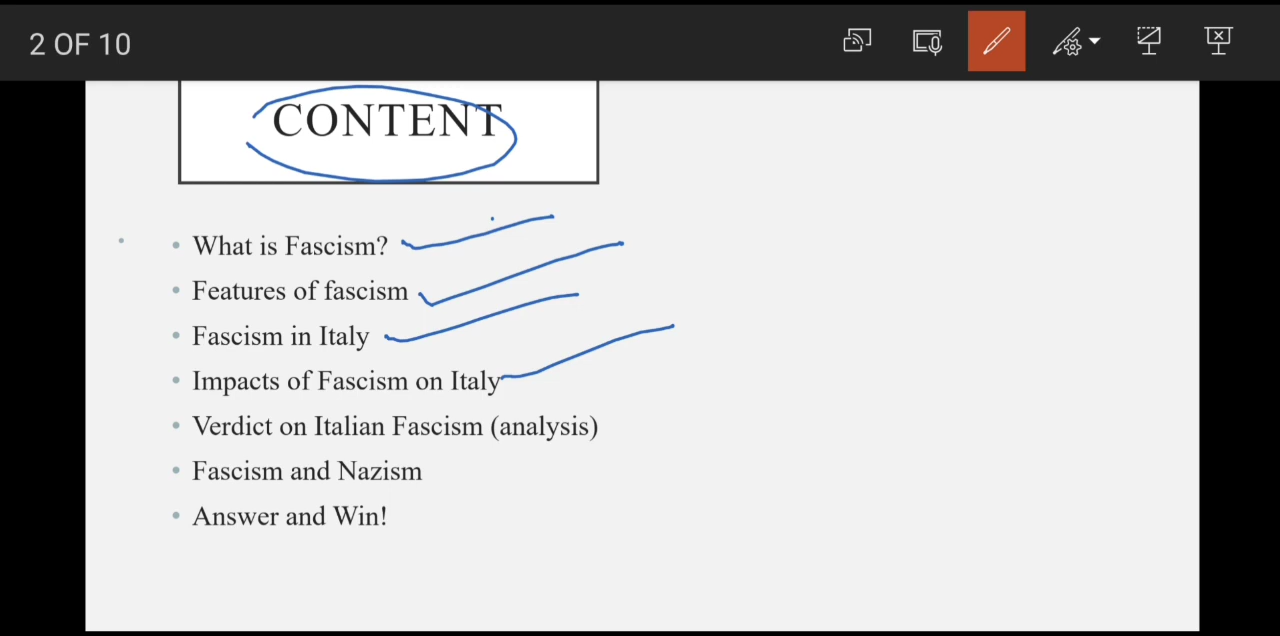 2 OF 10
CONTENT
What is Fascism?
Features of fascism
Fascism in Italy
Impacts of Fascism on Italy
Verdict on Italian Fascism (analysis)
Fascism and Nazism
Answer and Win!